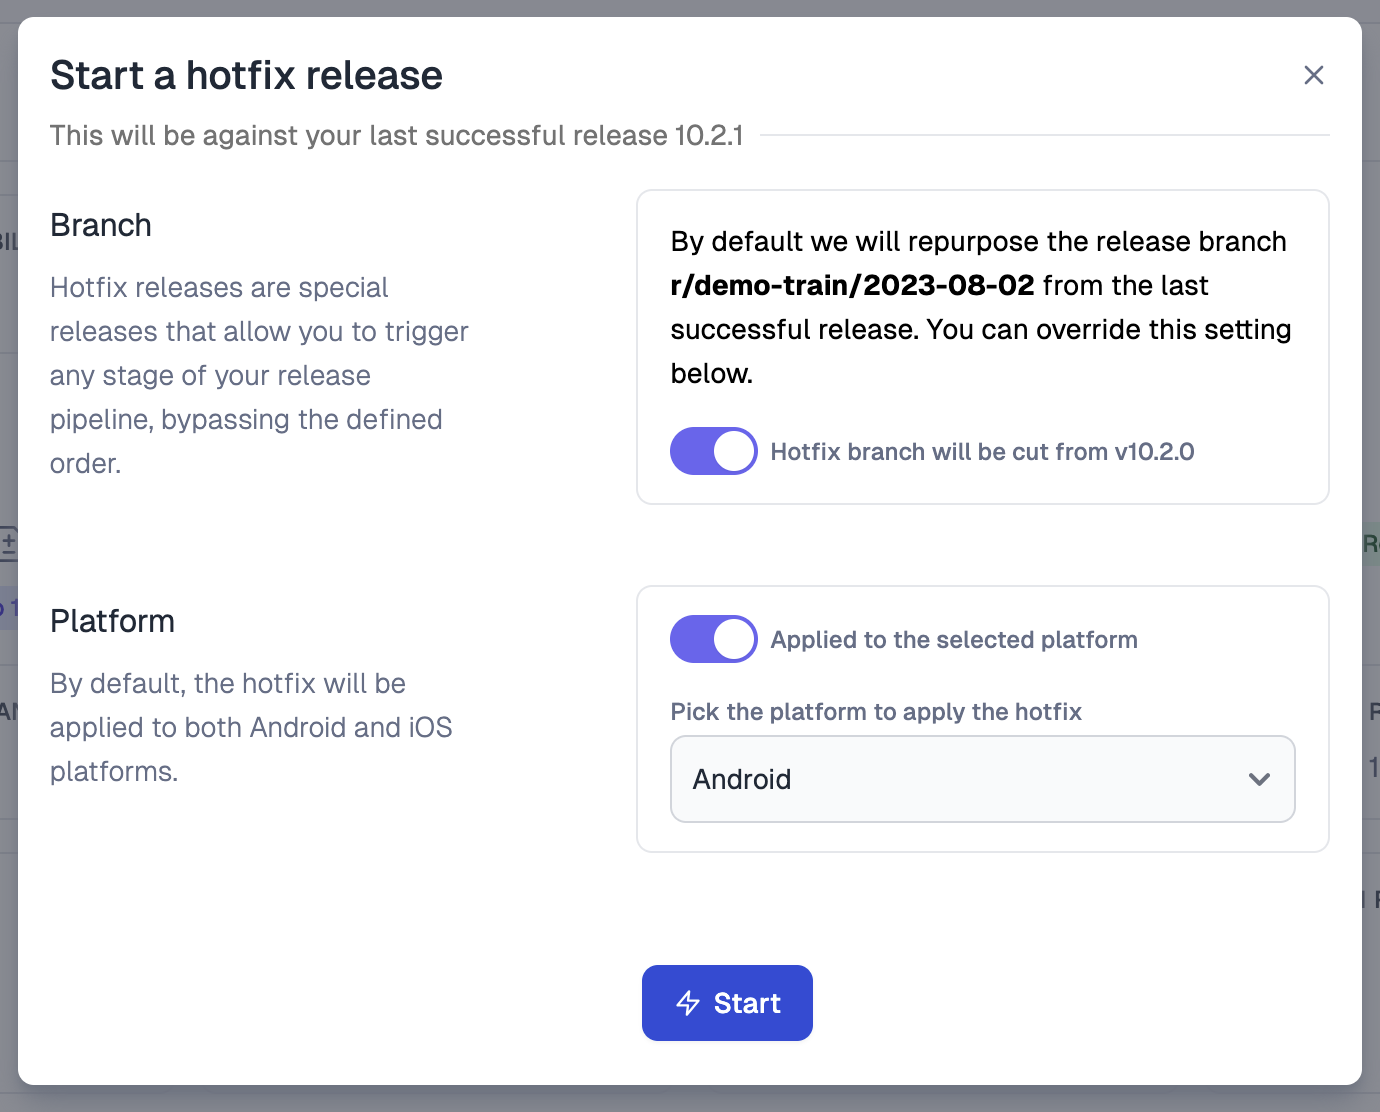 Start a hotfix release
This will be against your last successful release 10.2.1
Branch
Hotfix releases are special
releases that allow you to trigger
any stage of your release
pipeline, bypassing the defined
order.
By default we will repurpose the release branch
r/demo-train/2023-08-02 from the last
successful release. You can override this setting
below.
Hotfix branch will be cut from v10.2.0
Platform
By default, the hotfix will be
applied to both Android and iOS
platforms.
Applied to the selected platform
Pick the platform to apply the hotfix
Android
Start